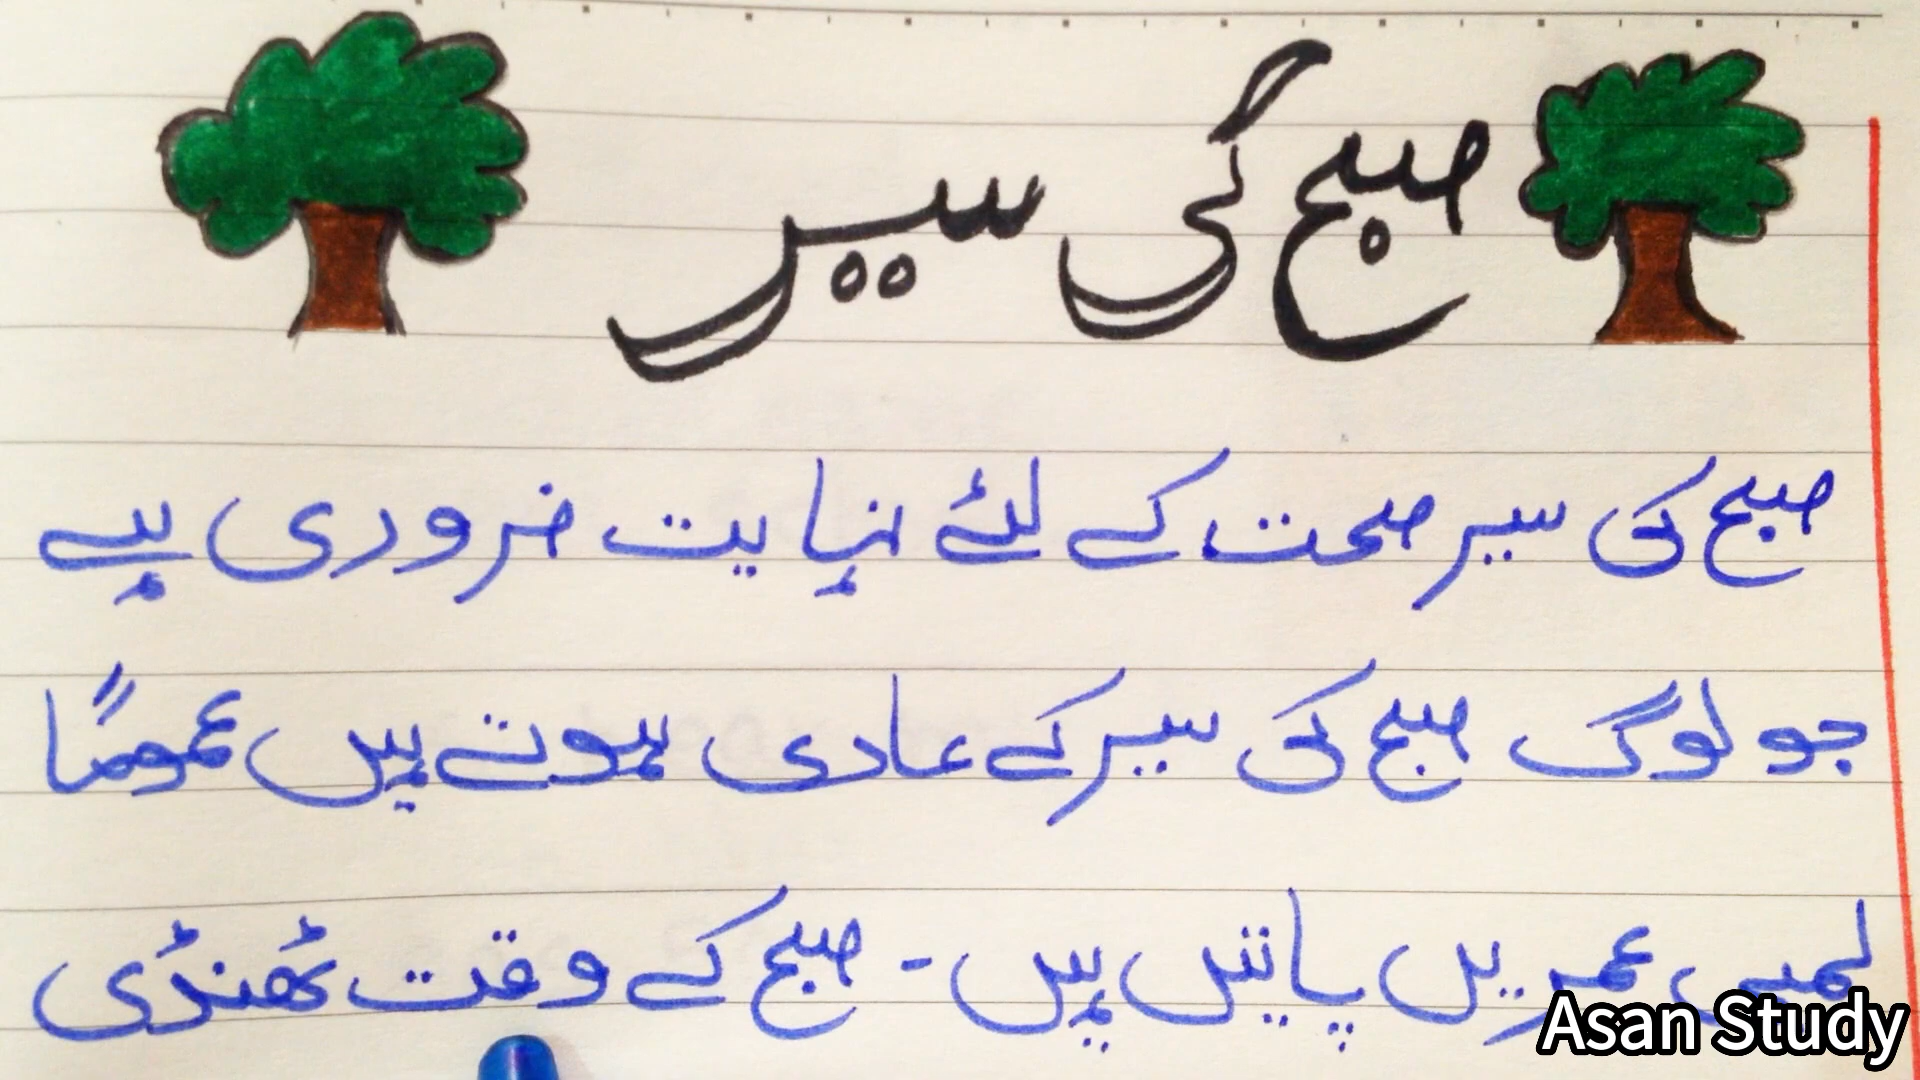 صبح کی سیر
صبح کی سیر صحت کے لئے نہایت ضروری ہے
جو لوگ صبح کی سیر کے عادی ہوتے ہیں عموماً
لمبی عمریں پاتیں ہیں - صبح کے وقت ٹھنڈی
Asan Study